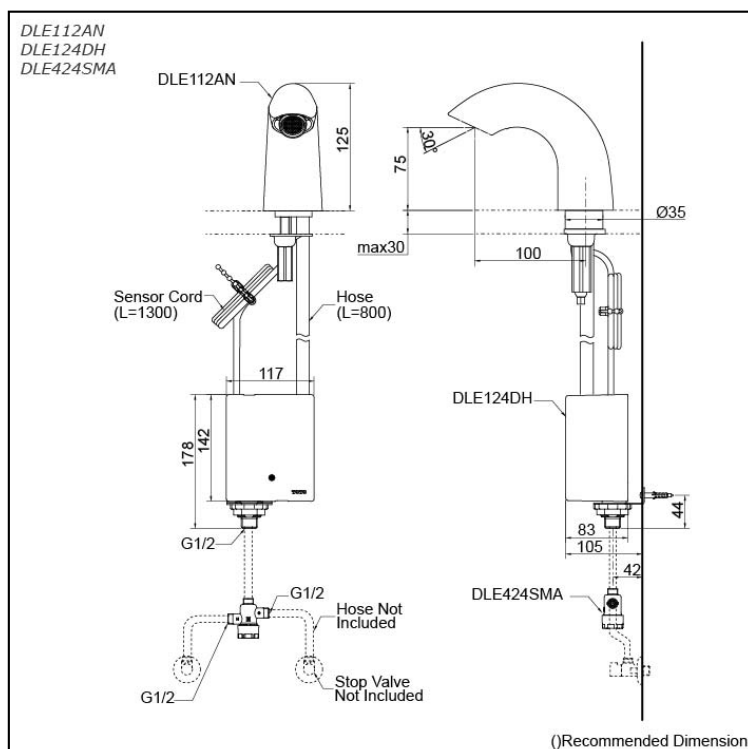 DLE112AN
DLE124DH
DLE424SMA
DLE112AN
125
30°
75
Ø35
max30
100
Sensor Cord
(L=1300)
Hose
(L=800)
117
DLE124DH
178
142
TOTO
44
G1/2
83
105
42
G1/2
DLE424SMA
Hose Not
Included
H
G1/2
Stop Valve
Not Included
()Recommended Dimension